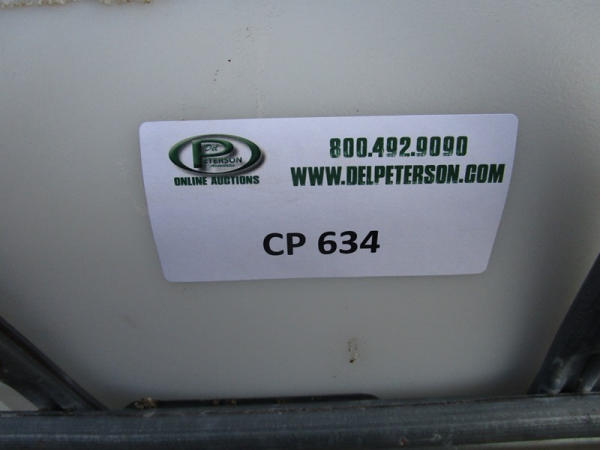 Del
PETERSON
ONLINE AUCTIONS
800.492.9090
WWW.DELPETERSON.COM
CP 634